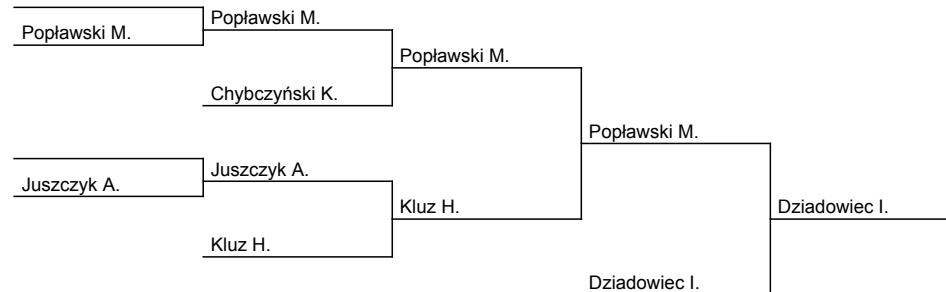 Popławski M.
Popławski M.
Popławski M.
Chybczyński K.
Popławski M.
Juszczyk A.
Juszczyk A.
Kluz H.
Dziadowiec I.
Kluz H.
Dziadowiec I.